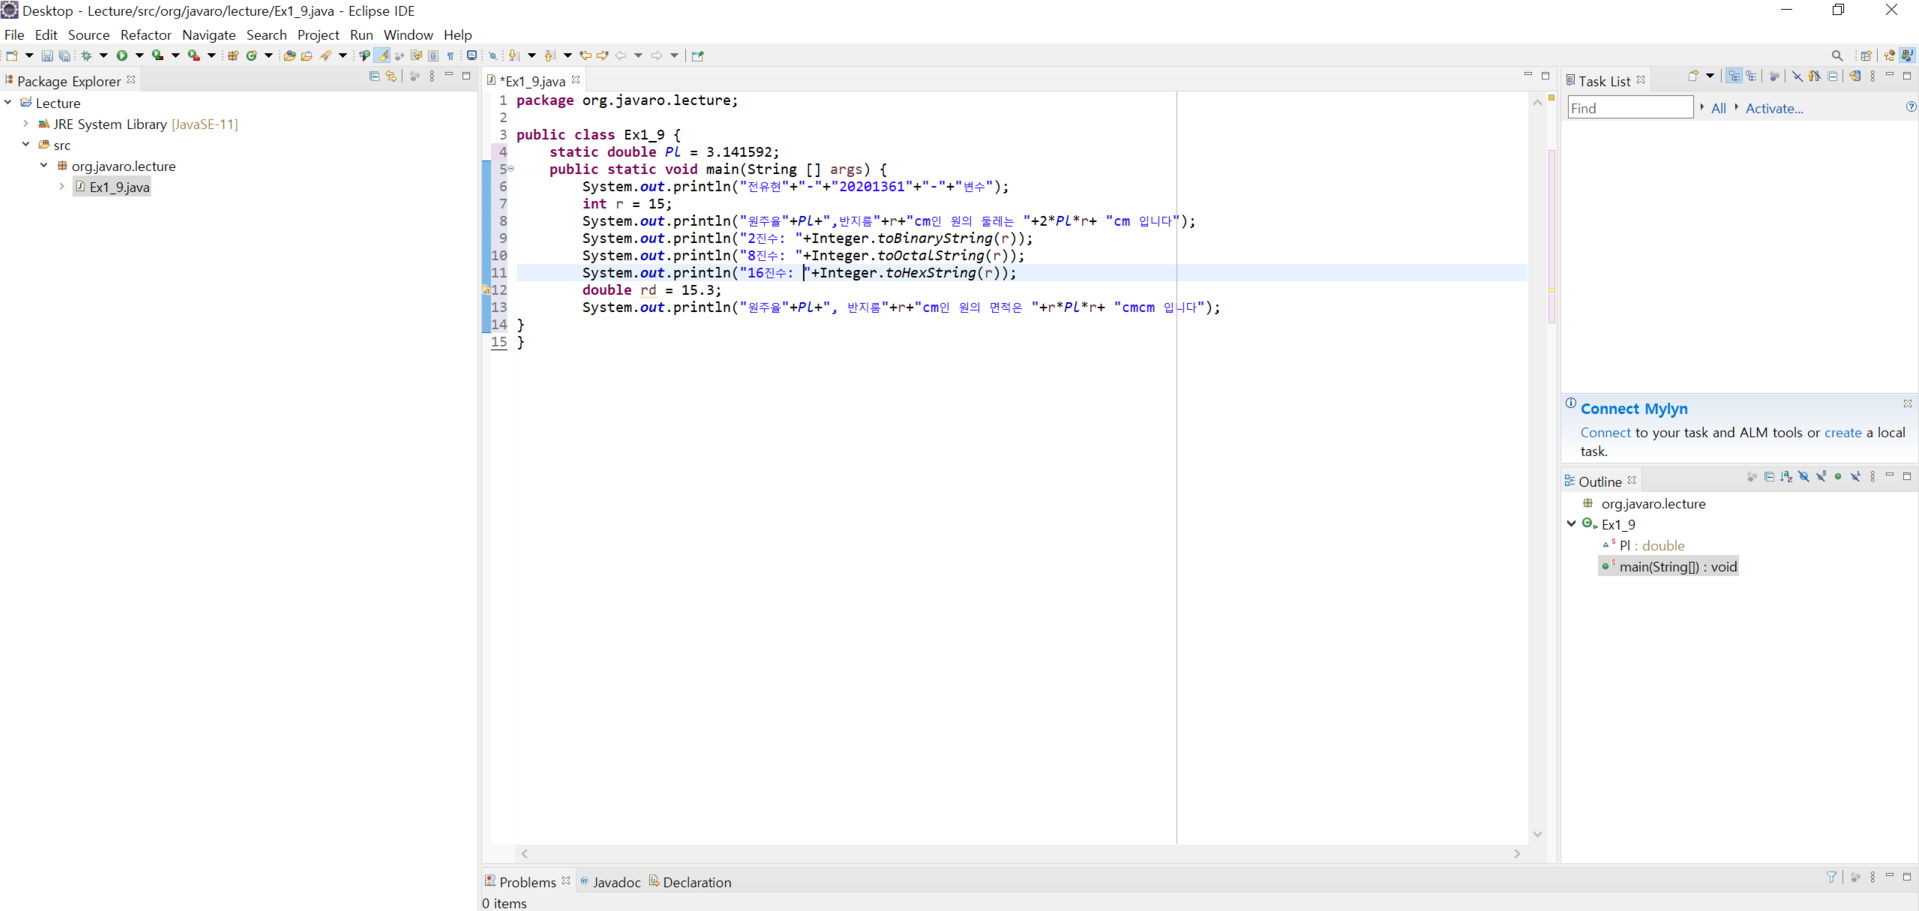 Desktop - Lecture/src/org/javaro/lecture/Ex1_9.java - Eclipse IDE
File Edit Source Refactor Navigate Search Project Run Window Help
Package Explorer
Lecture
JRE System Library [JavaSE-11]
src
org.javaro.lecture
Ex1_9.java
*Ex1_9.java
1 package org.javaro.lecture;
2
3 public class Ex1_9 {
4 static double Pl = 3.141592;
5 public static void main(String [] args) {
6 System.out.println("전유현"+"-"+"20201361"+"-"+"변수");
7 int r = 15;
8 System.out.println("원주율"+Pl+",반지름"+r+"cm인 원의 둘레는 "+2*Pl*r+ "cm 입니다");
9 System.out.println("2진수: "+Integer.toBinaryString(r));
10 System.out.println("8진수: "+Integer.toOctalString(r));
11 System.out.println("16진수: "+Integer.toHexString(r));
12 double rd = 15.3;
13 System.out.println("원주율"+Pl+", 반지름"+r+"cm인 원의 면적은 "+r*Pl*r+ "cmcm 입니다");
14 }
15 }
Problems Javadoc Declaration
0 items
Task List
Find All Activate...
Connect Mylyn
Connect to your task and ALM tools or create a local
task.
Outline
org.javaro.lecture
Ex1_9
Pl : double
main(String[]) : void